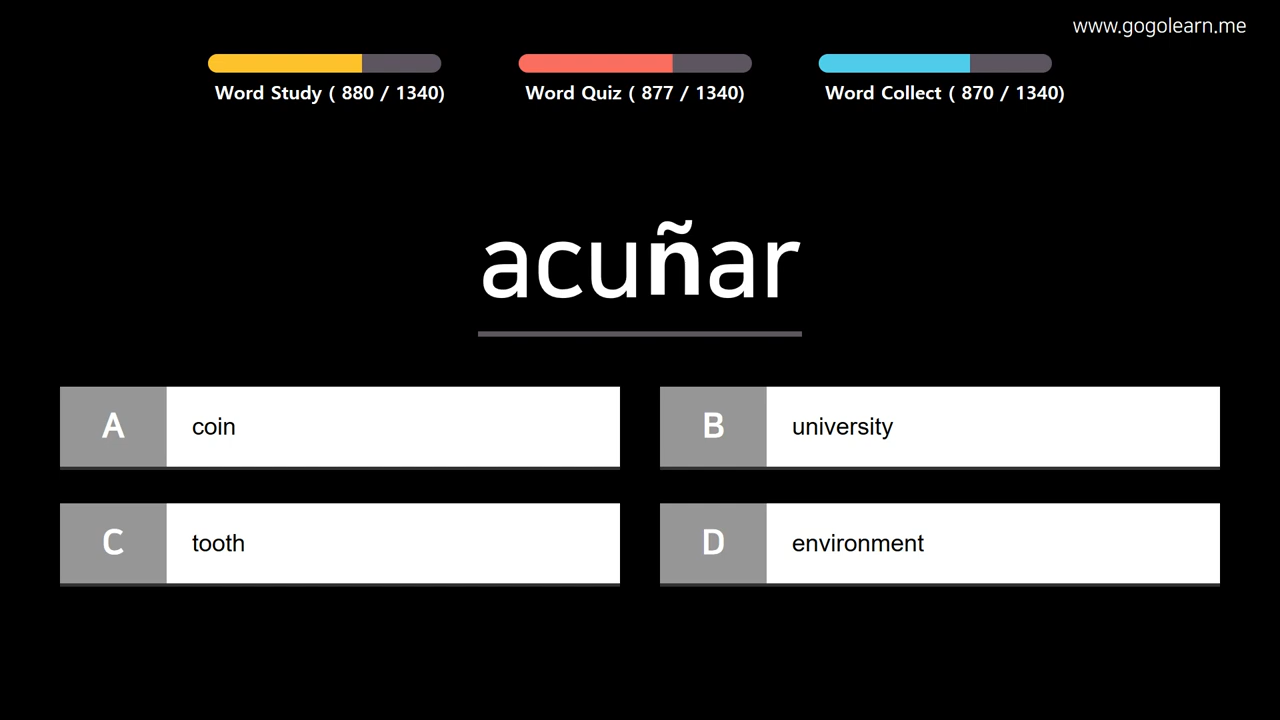 www.gogolearn.me
Word Study ( 880 / 1340)
Word Quiz ( 877 / 1340)
Word Collect ( 870 / 1340)
acuñar
A coin
B university
C tooth
D environment